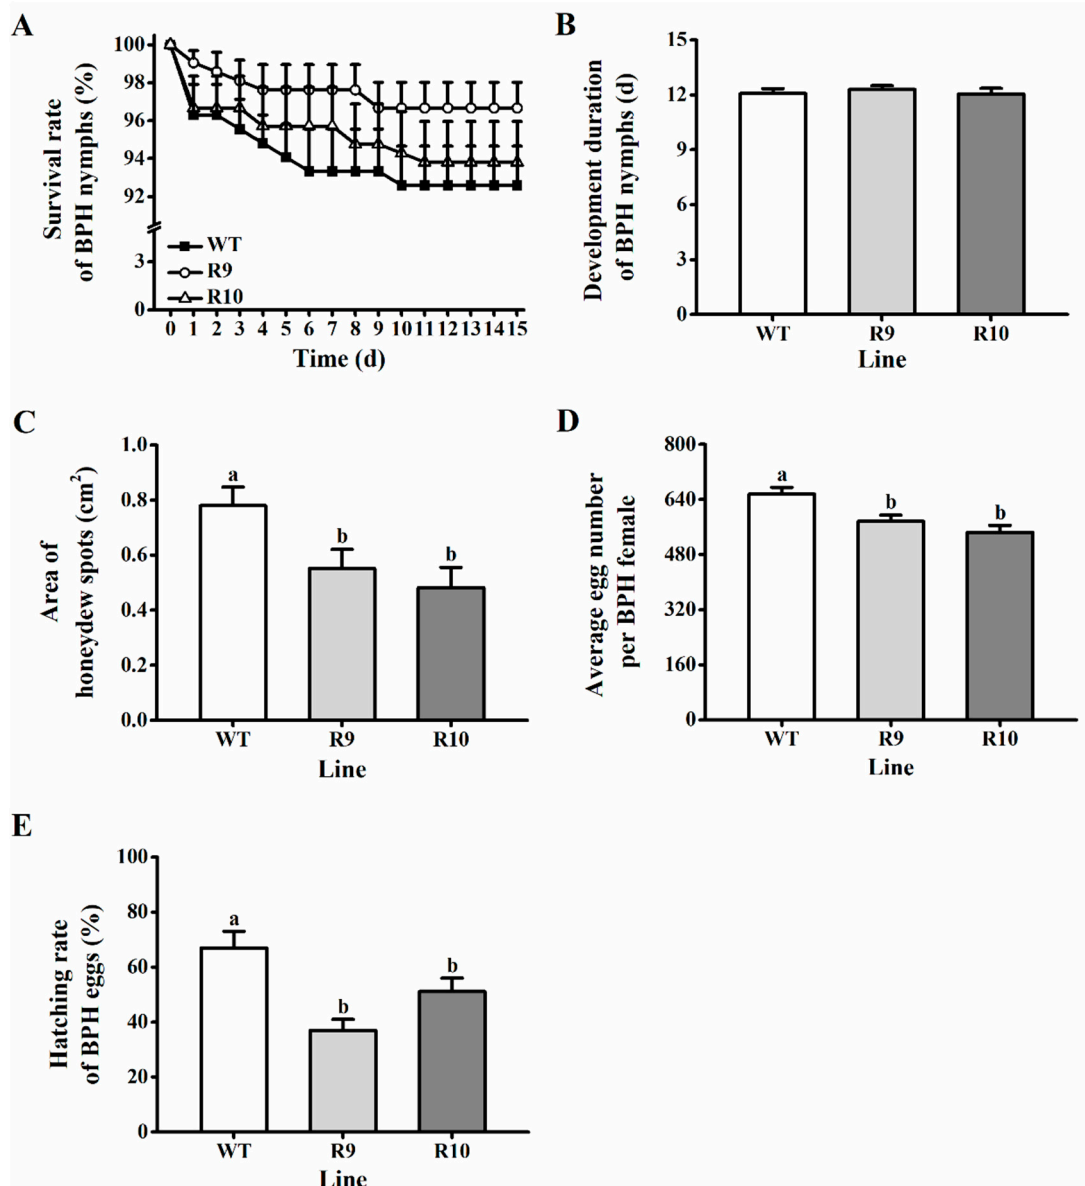 A
Survival rate
of BPH nymphs (%)
100
98
96
94
92
3
0
WT
R9
R10
0 1 2 3 4 5 6 7 8 9 10 11 12 13 14 15
Time (d)
B
Development duration
of BPH nymphs (d)
15
12
9
6
3
0
WT R9 R10
Line
C
Area of
honeydew spots (cm²)
1.0
0.8
0.6
0.4
0.2
0.0
a
b
b
WT R9 R10
Line
D
Average egg number
per BPH female
800
640
480
320
160
0
a
b
b
WT R9 R10
Line
E
Hatching rate
of BPH eggs (%)
100
80
60
40
20
0
a
b
b
WT R9 R10
Line